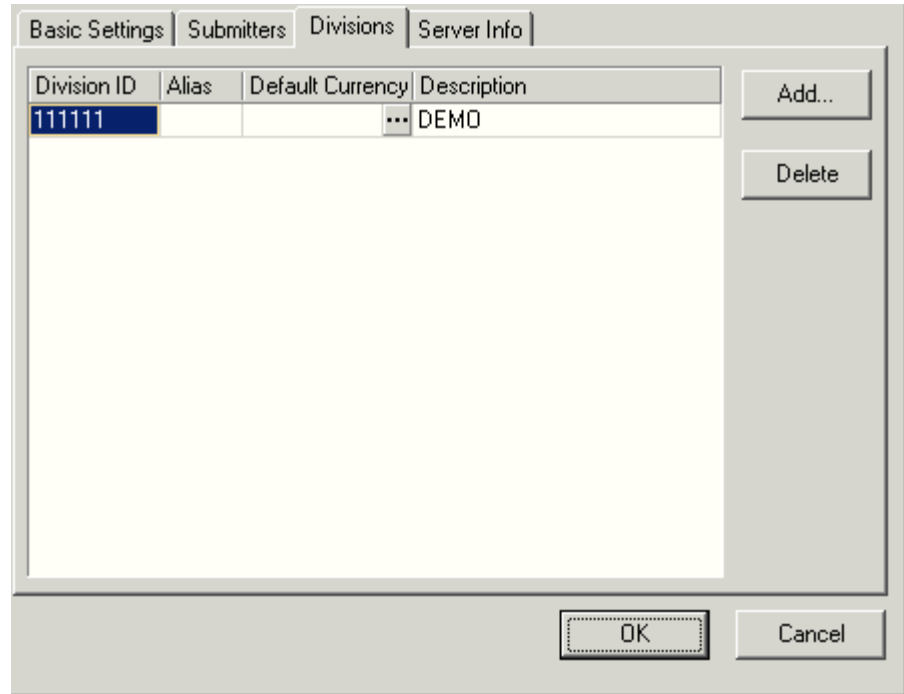 Basic Settings Submitters Divisions Server Info
Division ID Alias Default Currency Description
111111 ... DEMO
Add...
Delete
OK Cancel